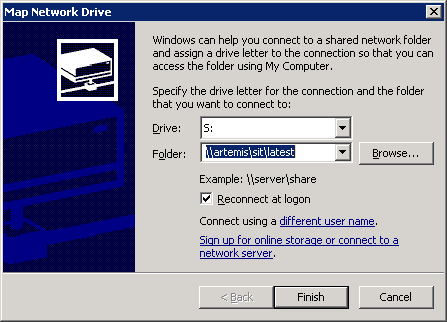 Map Network Drive
Windows can help you connect to a shared network folder
and assign a drive letter to the connection so that you can
access the folder using My Computer.
Specify the drive letter for the connection and the folder
that you want to connect to:
Drive: S:
Folder: \\artemis\sit\latest Browse...
Example: \\server\share
Reconnect at logon
Connect using a different user name.
Sign up for online storage or connect to a
network server.
< Back Finish Cancel